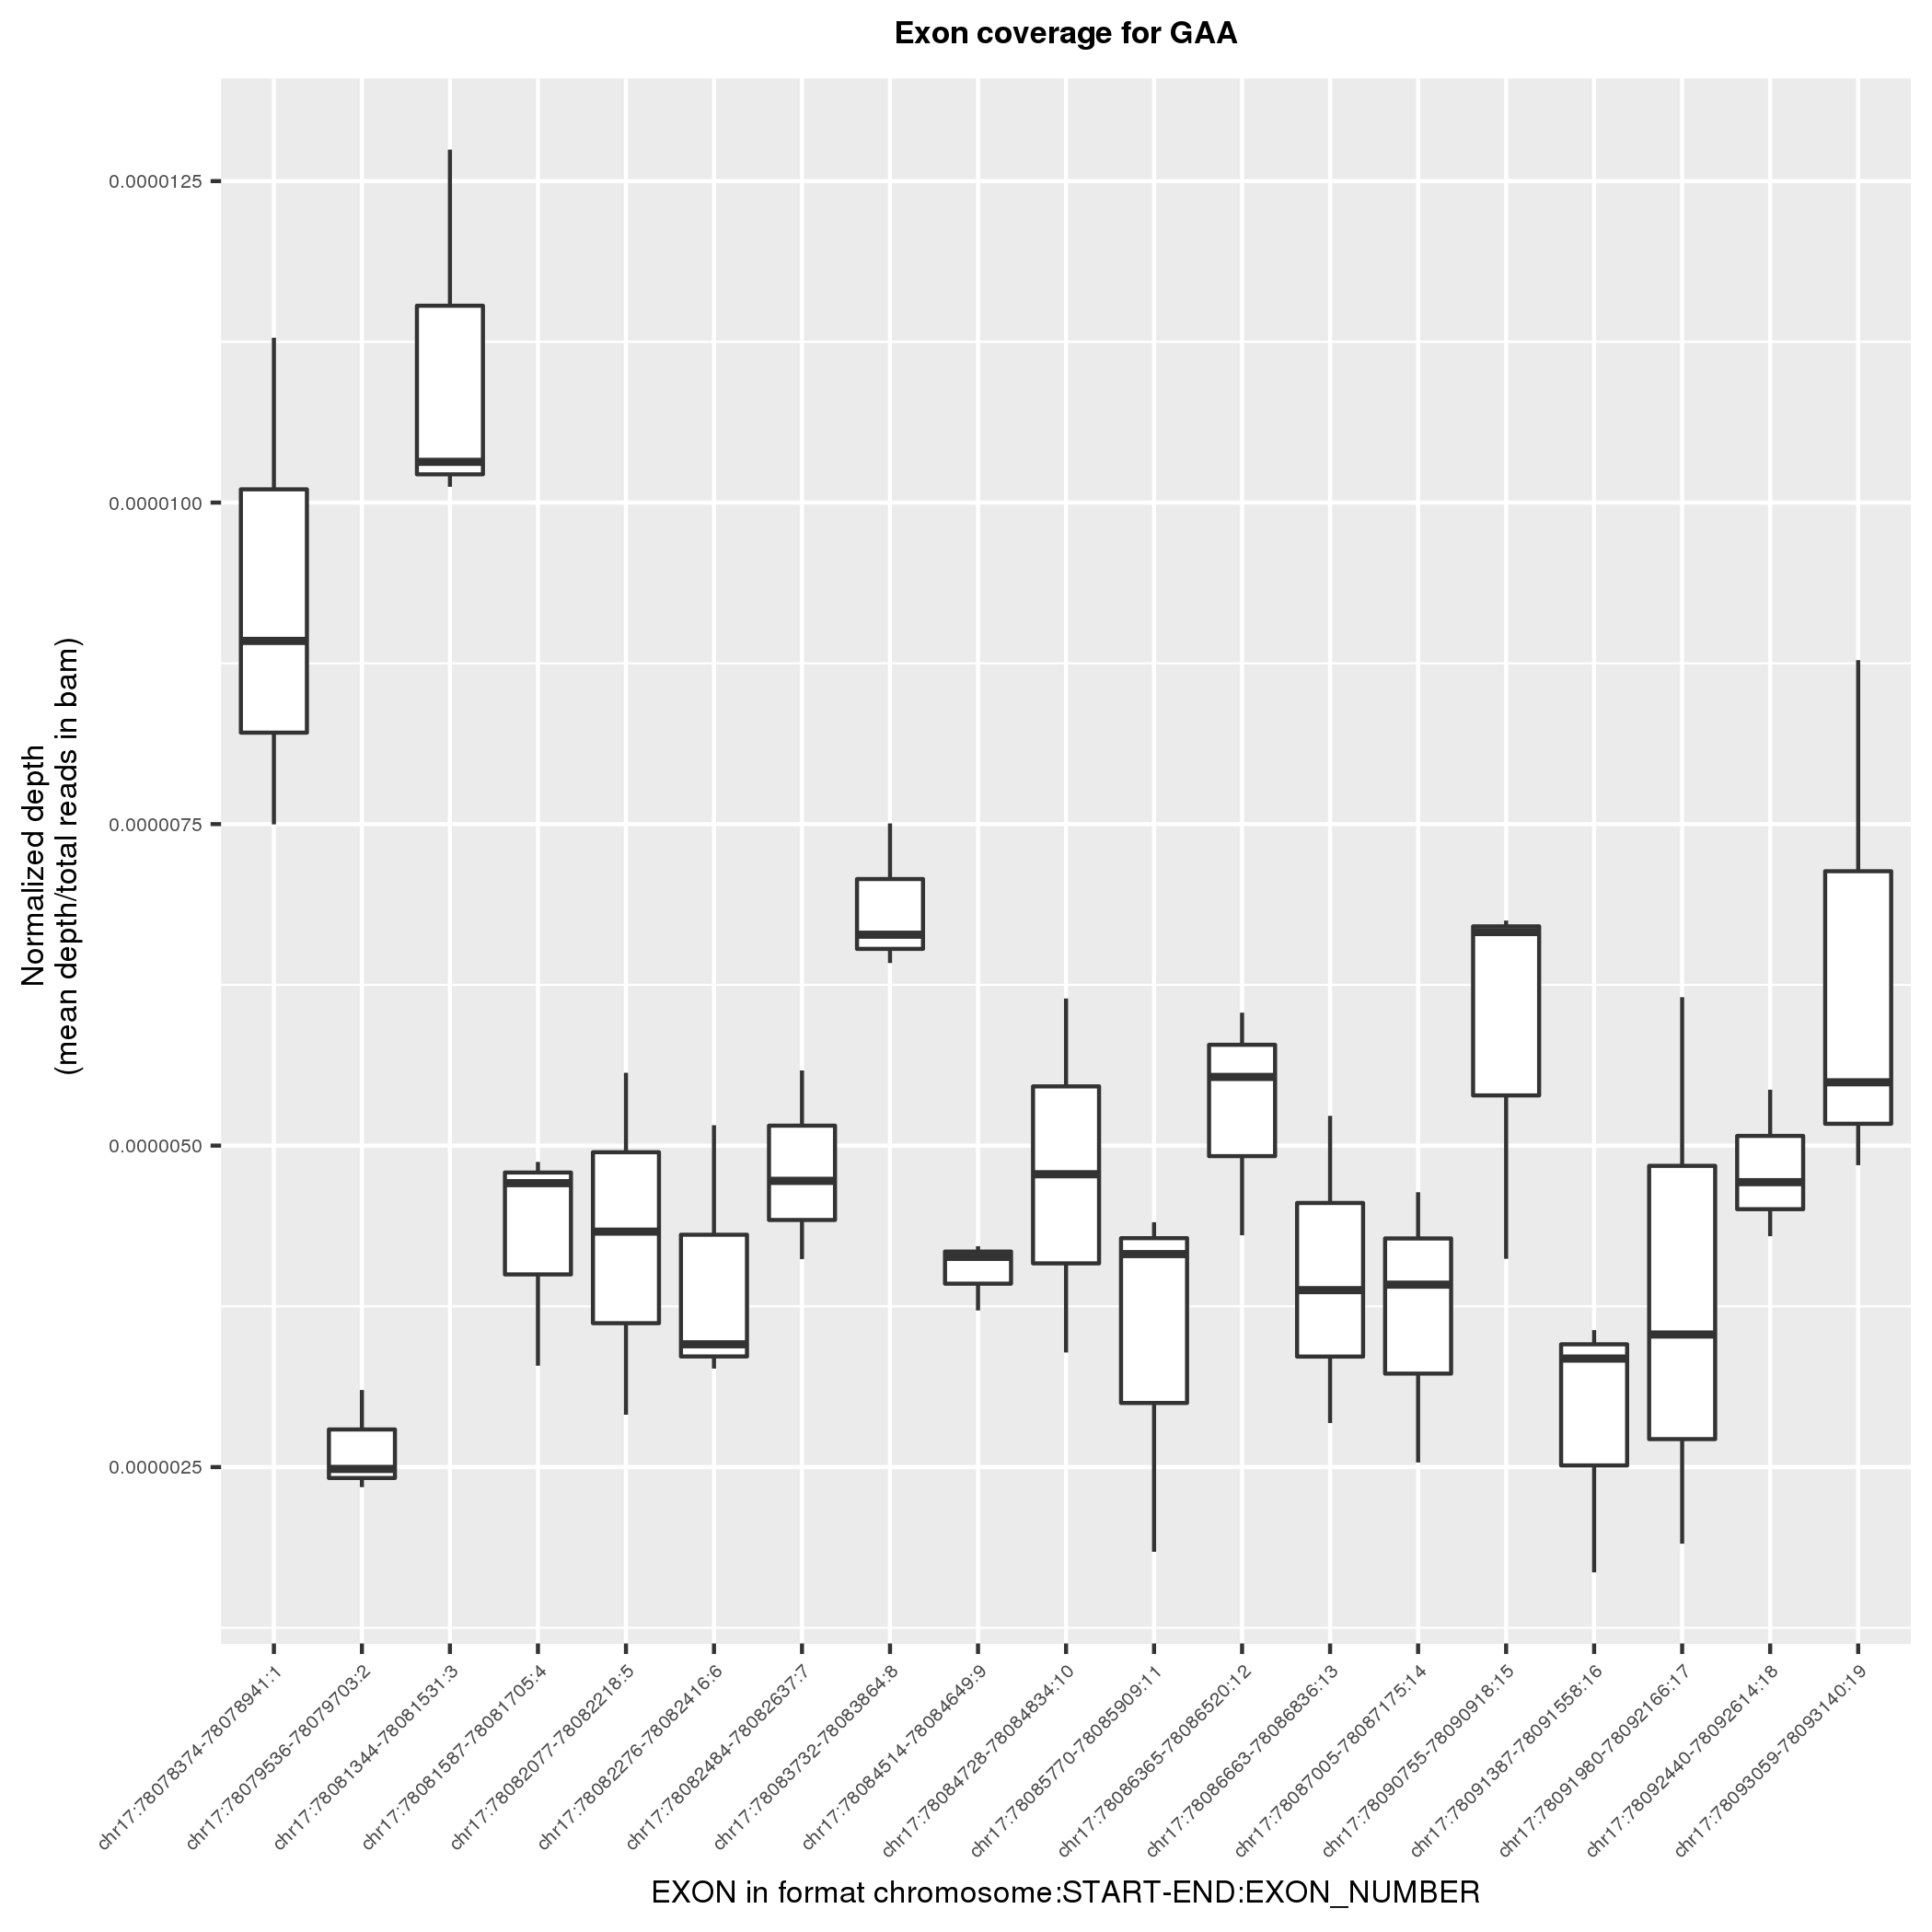 Exon coverage for GAA
Normalized depth
(mean depth/total reads in bam)
0.0000125
0.0000100
0.0000075
0.0000050
0.0000025
chr17:78078374-78078941:1
chr17:78079536-78079703:2
chr17:78081344-78081531:3
chr17:78081587-78081705:4
chr17:78082077-78082218:5
chr17:78082276-78082416:6
chr17:78082484-78082637:7
chr17:78083732-78083864:8
chr17:78084514-78084649:9
chr17:78084728-78084834:10
chr17:78085770-78085909:11
chr17:78086365-78086520:12
chr17:78086663-78086836:13
chr17:78087005-78087175:14
chr17:78090755-78090918:15
chr17:78091387-78091558:16
chr17:78091980-78092166:17
chr17:78092440-78092614:18
chr17:78093059-78093140:19
EXON in format chromosome:START-END:EXON_NUMBER